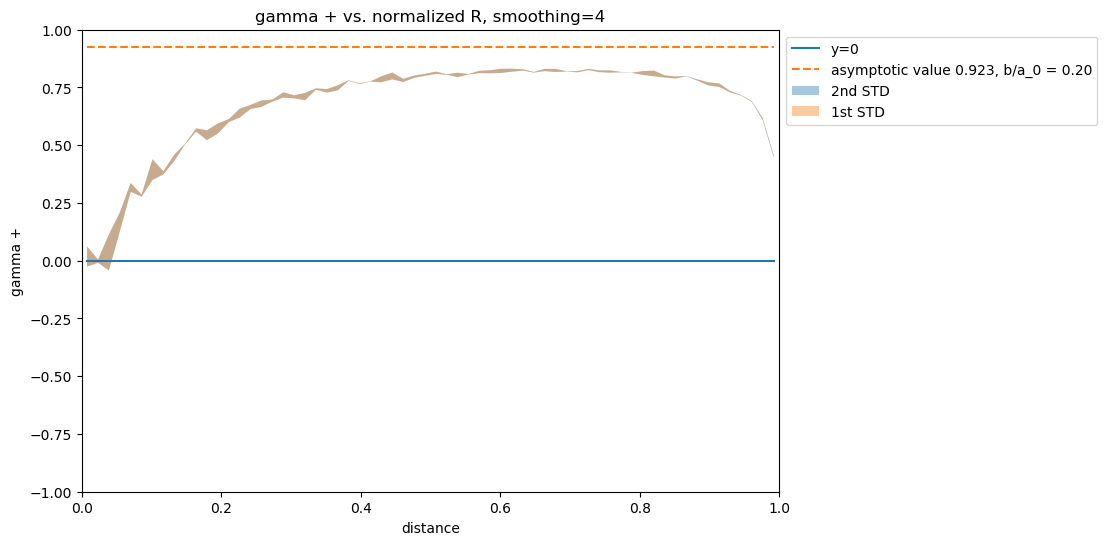 gamma + vs. normalized R, smoothing=4
1.00
0.75
0.50
0.25
0.00
−0.25
−0.50
−0.75
−1.00
gamma +
0.0
0.2
0.4
0.6
0.8
1.0
distance
y=0
asymptotic value 0.923, b/a_0 = 0.20
2nd STD
1st STD